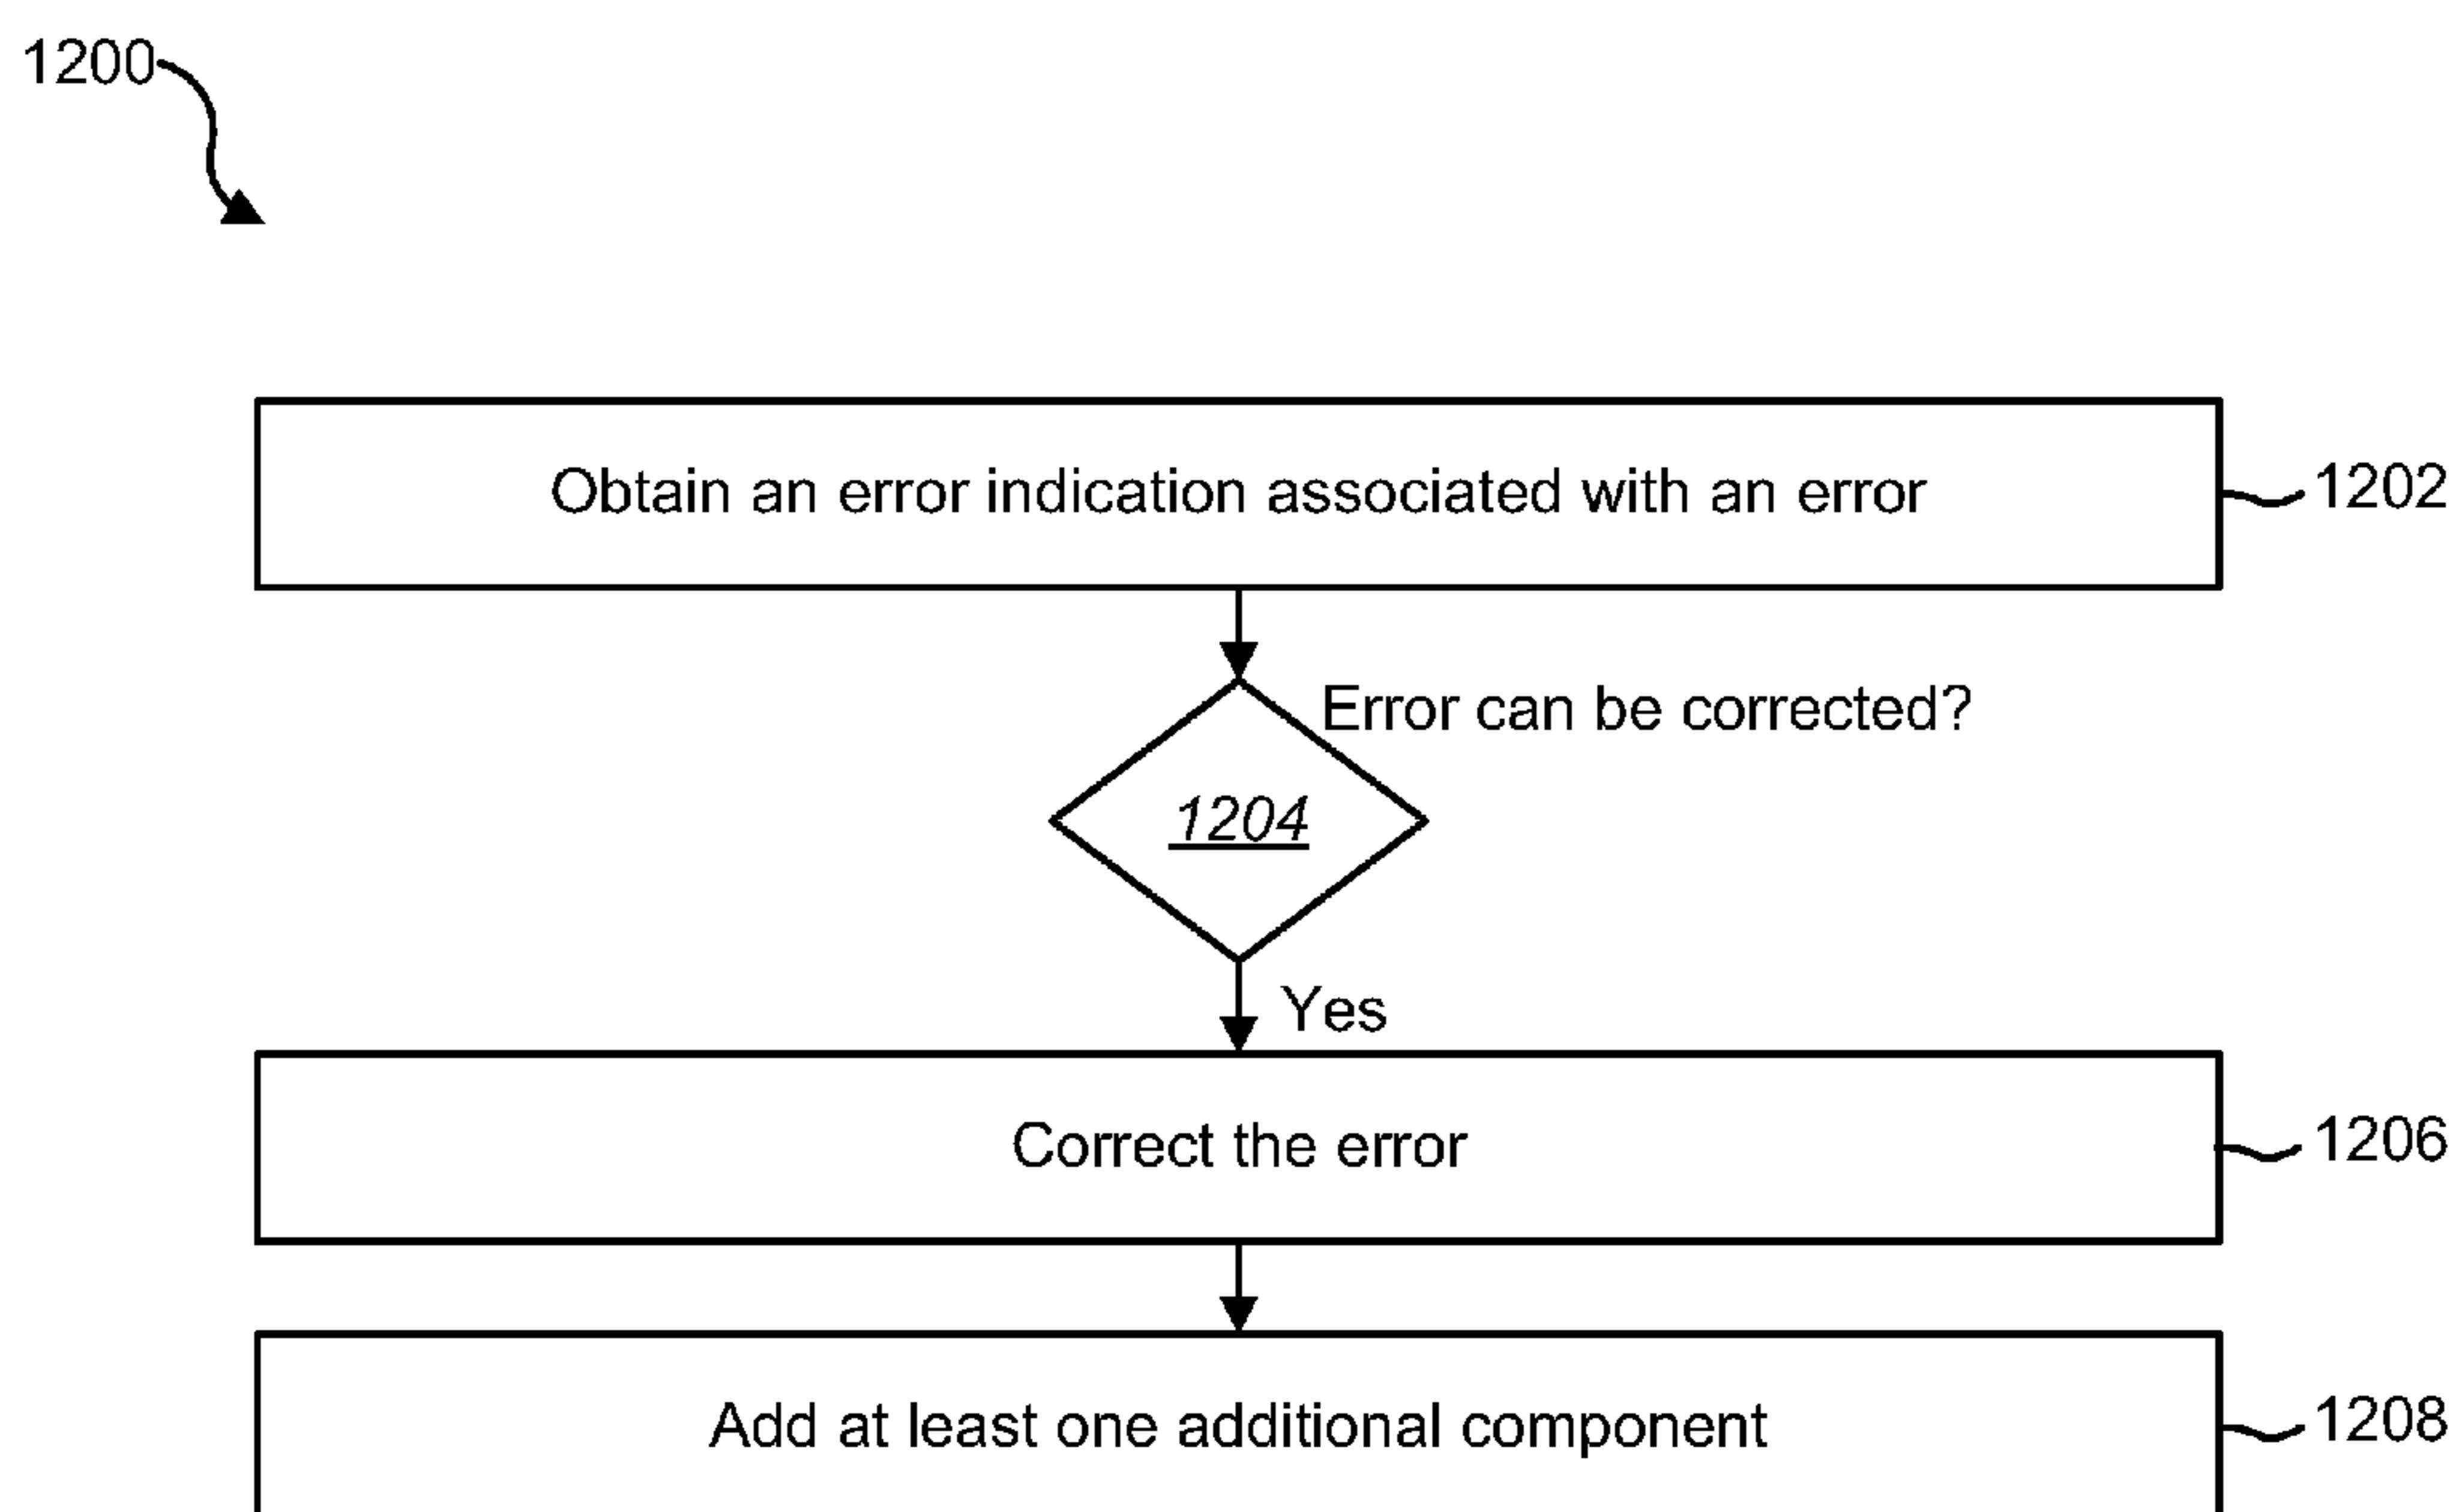 1200
Obtain an error indication associated with an error
1202
Error can be corrected?
1204
Yes
Correct the error
1206
Add at least one additional component
1208